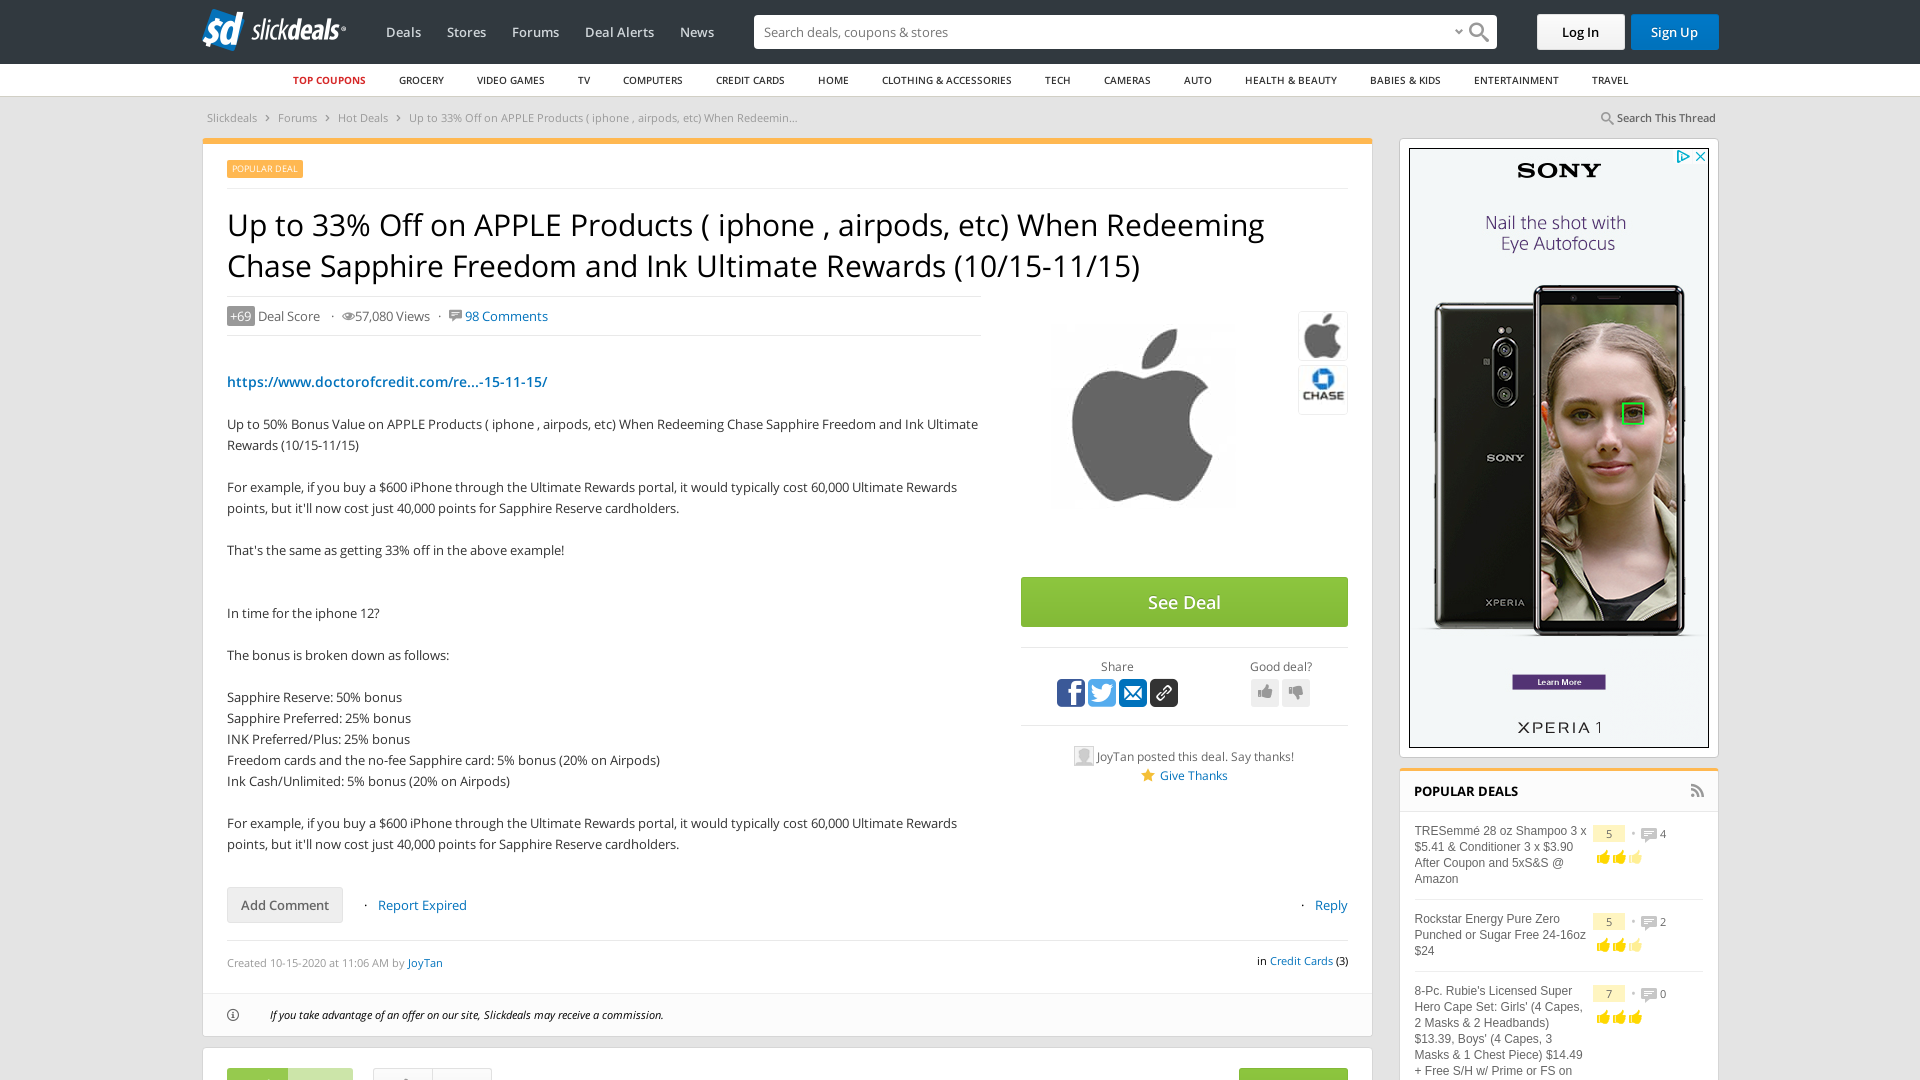 slickdeals
Deals Stores Forums Deal Alerts News
Search deals, coupons & stores
Log In Sign Up
TOP COUPONS GROCERY VIDEO GAMES TV COMPUTERS CREDIT CARDS HOME CLOTHING & ACCESSORIES TECH CAMERAS AUTO HEALTH & BEAUTY BABIES & KIDS ENTERTAINMENT TRAVEL
Slickdeals › Forums › Hot Deals › Up to 33% Off on APPLE Products ( iphone , airpods, etc) When Redeemin...
Search This Thread
POPULAR DEAL
Up to 33% Off on APPLE Products ( iphone , airpods, etc) When Redeeming
Chase Sapphire Freedom and Ink Ultimate Rewards (10/15-11/15)
+69 Deal Score · 57,080 Views · 98 Comments
https://www.doctorofcredit.com/re...-15-11-15/
Up to 50% Bonus Value on APPLE Products ( iphone , airpods, etc) When Redeeming Chase Sapphire Freedom and Ink Ultimate
Rewards (10/15-11/15)
For example, if you buy a $600 iPhone through the Ultimate Rewards portal, it would typically cost 60,000 Ultimate Rewards
points, but it'll now cost just 40,000 points for Sapphire Reserve cardholders.
That's the same as getting 33% off in the above example!
In time for the iphone 12?
The bonus is broken down as follows:
Sapphire Reserve: 50% bonus
Sapphire Preferred: 25% bonus
INK Preferred/Plus: 25% bonus
Freedom cards and the no-fee Sapphire card: 5% bonus (20% on Airpods)
Ink Cash/Unlimited: 5% bonus (20% on Airpods)
For example, if you buy a $600 iPhone through the Ultimate Rewards portal, it would typically cost 60,000 Ultimate Rewards
points, but it'll now cost just 40,000 points for Sapphire Reserve cardholders.
CHASE
See Deal
Share
Good deal?
JoyTan posted this deal. Say thanks!
Give Thanks
Add Comment · Report Expired
· Reply
Created 10-15-2020 at 11:06 AM by JoyTan
in Credit Cards (3)
If you take advantage of an offer on our site, Slickdeals may receive a commission.
SONY
Nail the shot with
Eye Autofocus
SONY
XPERIA
Learn More
XPERIA 1
POPULAR DEALS
TRESemmé 28 oz Shampoo 3 x
$5.41 & Conditioner 3 x $3.90
After Coupon and 5xS&S @
Amazon
5 • 4
Rockstar Energy Pure Zero
Punched or Sugar Free 24-16oz
$24
5 • 2
8-Pc. Rubie's Licensed Super
Hero Cape Set: Girls' (4 Capes,
2 Masks & 2 Headbands)
$13.39, Boys' (4 Capes, 3
Masks & 1 Chest Piece) $14.49
+ Free S/H w/ Prime or FS on
7 • 0